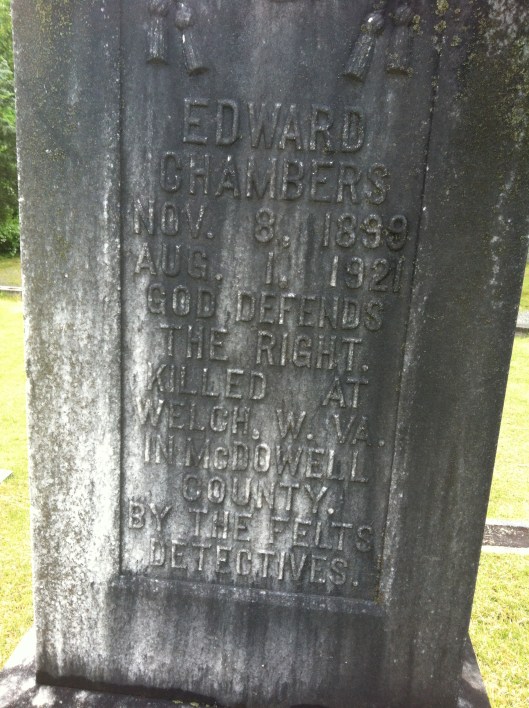 EDWARD
CHAMBERS
NOV. 8, 1899
AUG. 1, 1921
GOD DEFENDS
THE RIGHT.
KILLED AT
WELCH, W. VA.
IN McDOWELL
COUNTY.
BY THE FELTS
DETECTIVES.